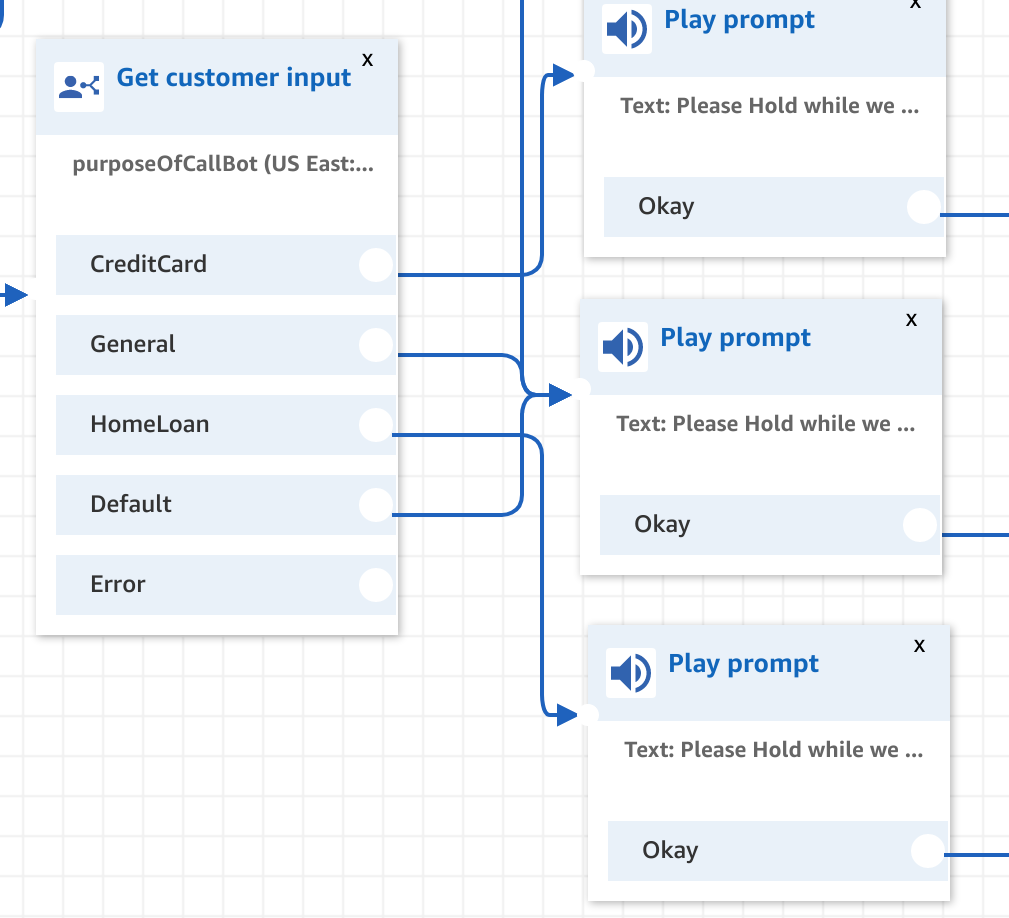 Get customer input
X
purposeOfCallBot (US East:...
CreditCard
General
HomeLoan
Default
Error
X
Play prompt
Text: Please Hold while we ...
Okay
Play prompt
X
Text: Please Hold while we ...
Okay
Play prompt
X
Text: Please Hold while we ...
Okay